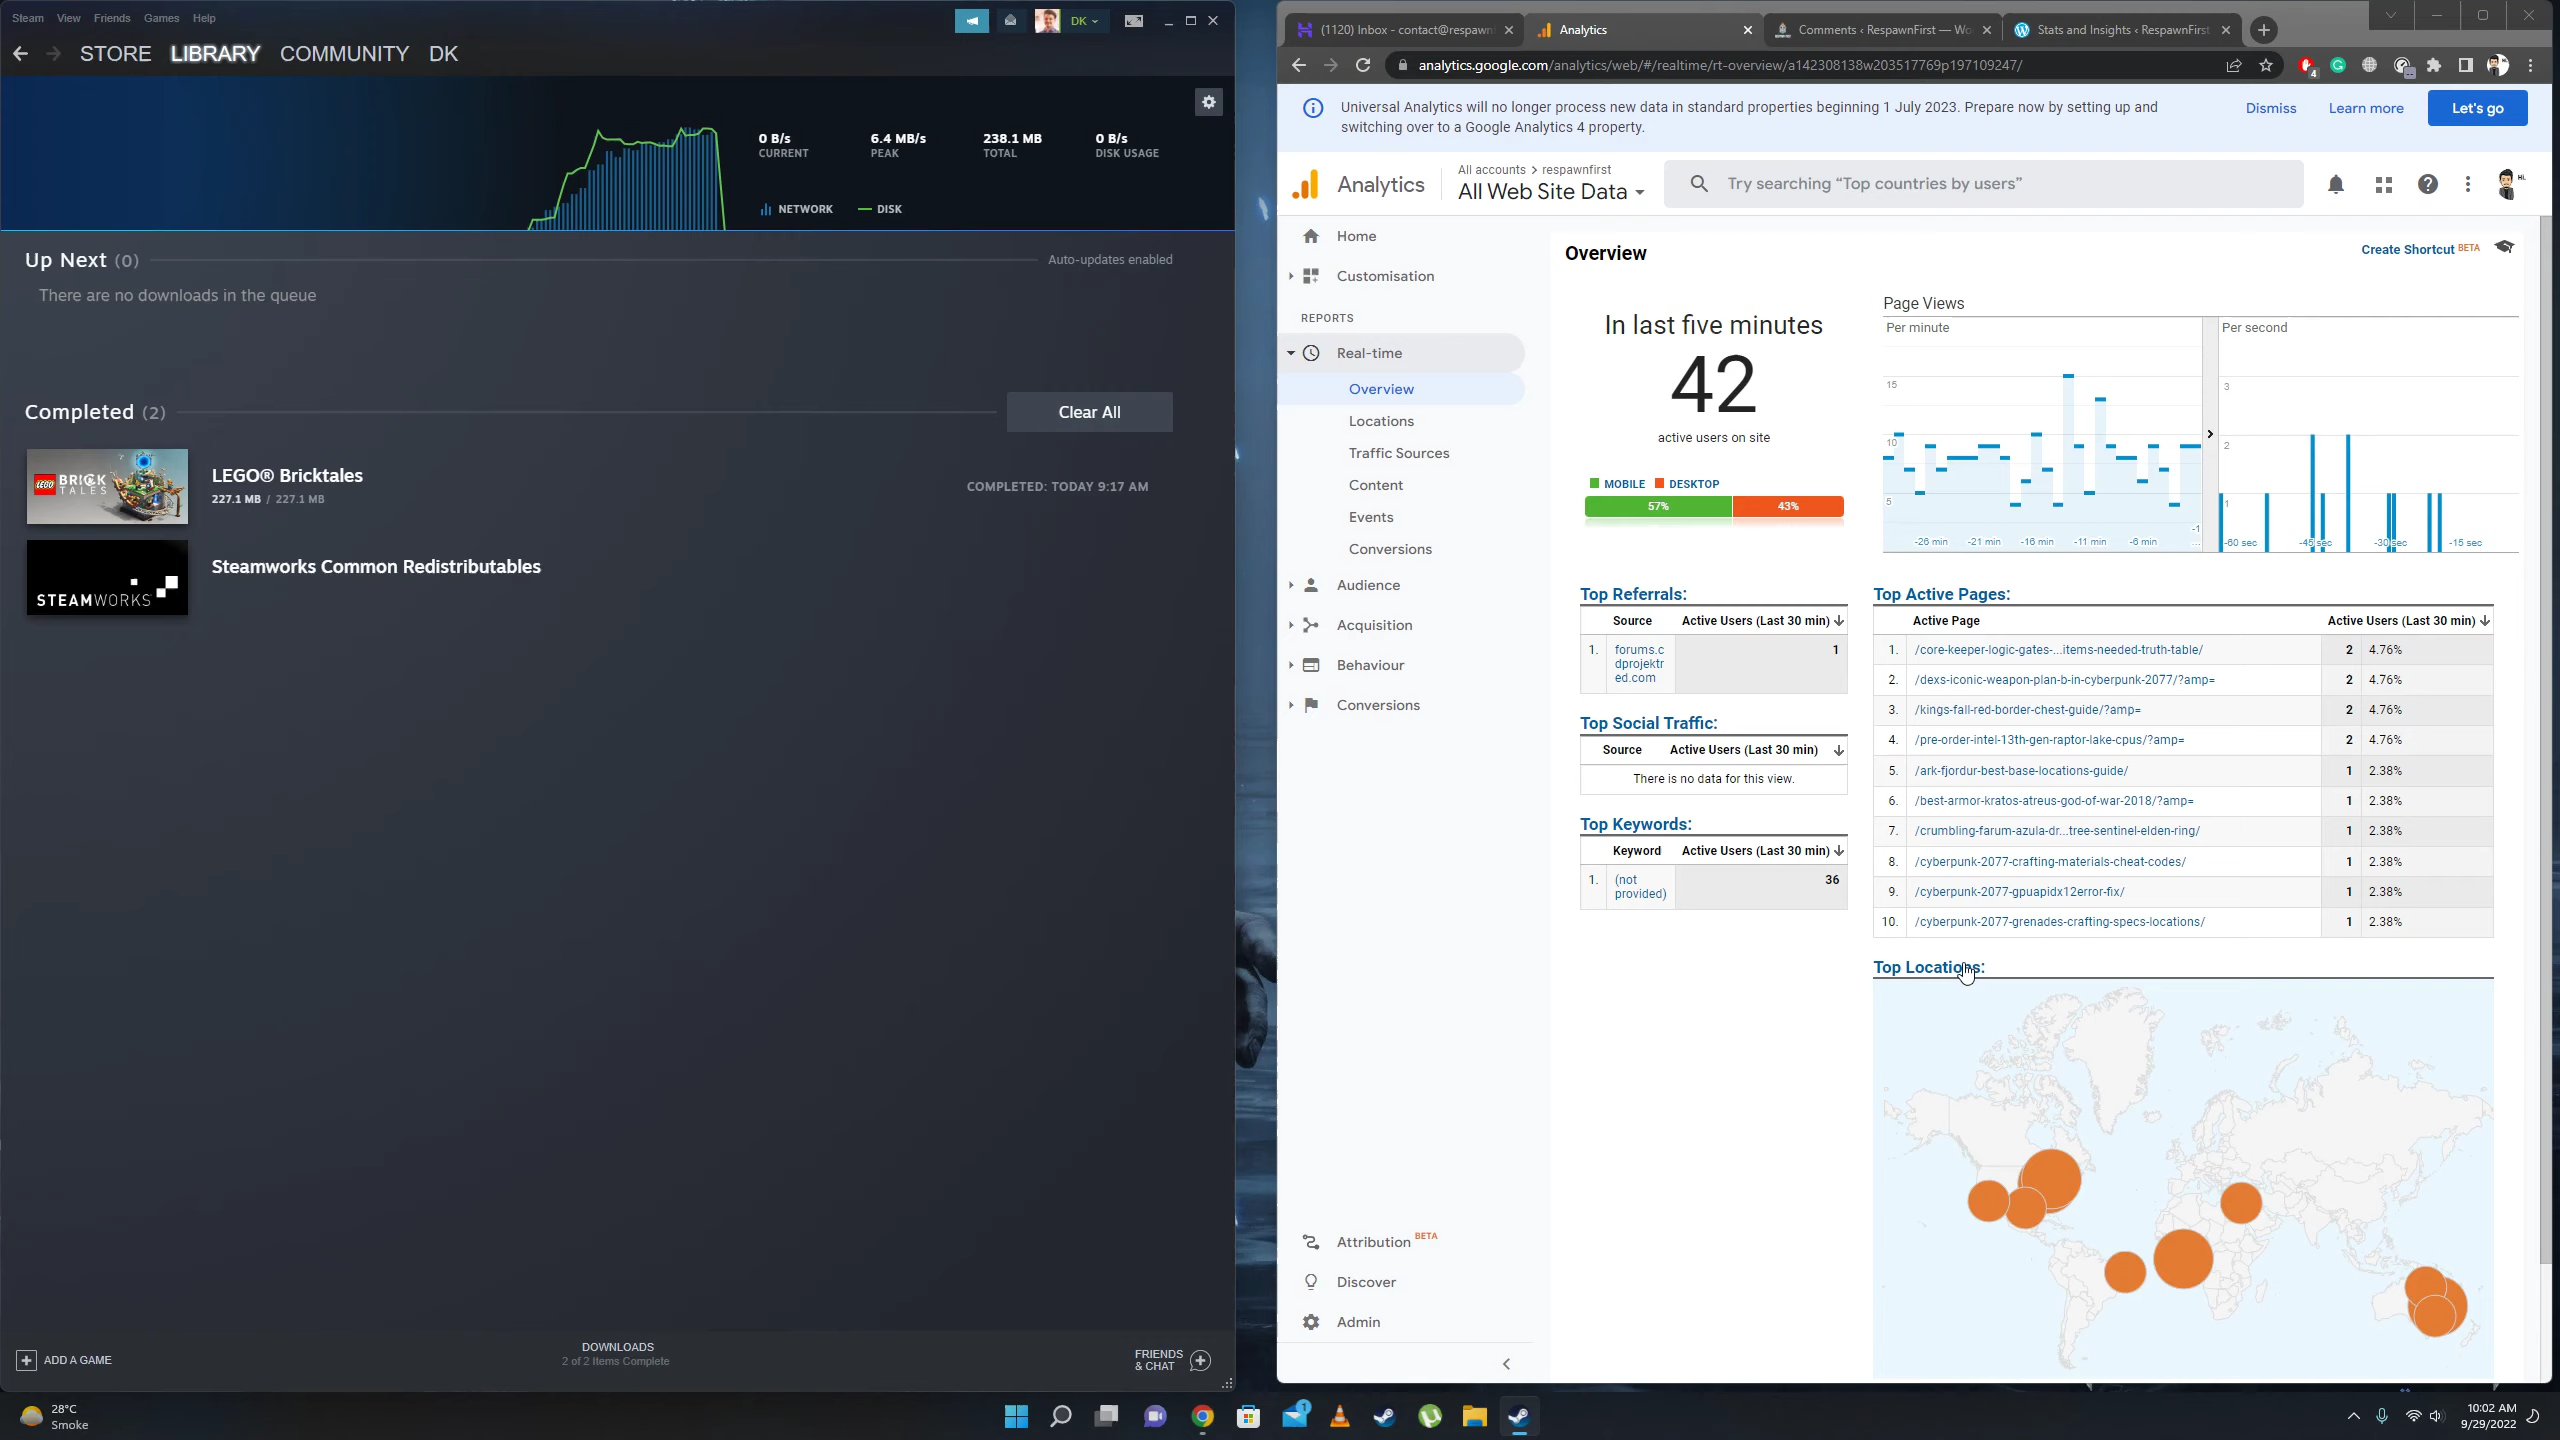 Steam View Friends Games Help
DK
STORE LIBRARY COMMUNITY DK
0 B/s 6.4 MB/s 238.1 MB 0 B/s
CURRENT PEAK TOTAL DISK USAGE
NETWORK DISK
Up Next (0) Auto-updates enabled
There are no downloads in the queue
Completed (2) Clear All
LEGO BRICK TALES
LEGO® Bricktales
227.1 MB / 227.1 MB
COMPLETED: TODAY 9:17 AM
STEAMWORKS
Steamworks Common Redistributables
ADD A GAME
DOWNLOADS
2 of 2 Items Complete
FRIENDS
& CHAT
(1120) Inbox - contact@respawn
Analytics
Comments ‹ RespawnFirst — Wo
Stats and Insights ‹ RespawnFirst
analytics.google.com/analytics/web/#/realtime/rt-overview/a142308138w203517769p197109247/
4
Universal Analytics will no longer process new data in standard properties beginning 1 July 2023. Prepare now by setting up and
switching over to a Google Analytics 4 property.
Dismiss Learn more Let's go
Analytics
All accounts > respawnfirst
All Web Site Data
Try searching “Top countries by users”
Hi.
Home
Customisation
REPORTS
Real-time
Overview
Locations
Traffic Sources
Content
Events
Conversions
Audience
Acquisition
Behaviour
Conversions
Attribution BETA
Discover
Admin
Overview
Create Shortcut BETA
In last five minutes
42
active users on site
MOBILE DESKTOP
57% 43%
Page Views
Per minute
15
10
5
-1
-26 min -21 min -16 min -11 min -6 min ...
Per second
3
2
1
-60 sec -45 sec -30 sec -15 sec
Top Referrals:
Source Active Users (Last 30 min)
1. forums.c
dprojektr
ed.com
1
Top Social Traffic:
Source Active Users (Last 30 min)
There is no data for this view.
Top Keywords:
Keyword Active Users (Last 30 min)
1. (not
provided)
36
Top Active Pages:
Active Page Active Users (Last 30 min)
1. /core-keeper-logic-gates-...items-needed-truth-table/ 2 4.76%
2. /dexs-iconic-weapon-plan-b-in-cyberpunk-2077/?amp= 2 4.76%
3. /kings-fall-red-border-chest-guide/?amp= 2 4.76%
4. /pre-order-intel-13th-gen-raptor-lake-cpus/?amp= 2 4.76%
5. /ark-fjordur-best-base-locations-guide/ 1 2.38%
6. /best-armor-kratos-atreus-god-of-war-2018/?amp= 1 2.38%
7. /crumbling-farum-azula-dr...tree-sentinel-elden-ring/ 1 2.38%
8. /cyberpunk-2077-crafting-materials-cheat-codes/ 1 2.38%
9. /cyberpunk-2077-gpuapidx12error-fix/ 1 2.38%
10. /cyberpunk-2077-grenades-crafting-specs-locations/ 1 2.38%
Top Locations:
28°C
Smoke
1
10:02 AM
9/29/2022